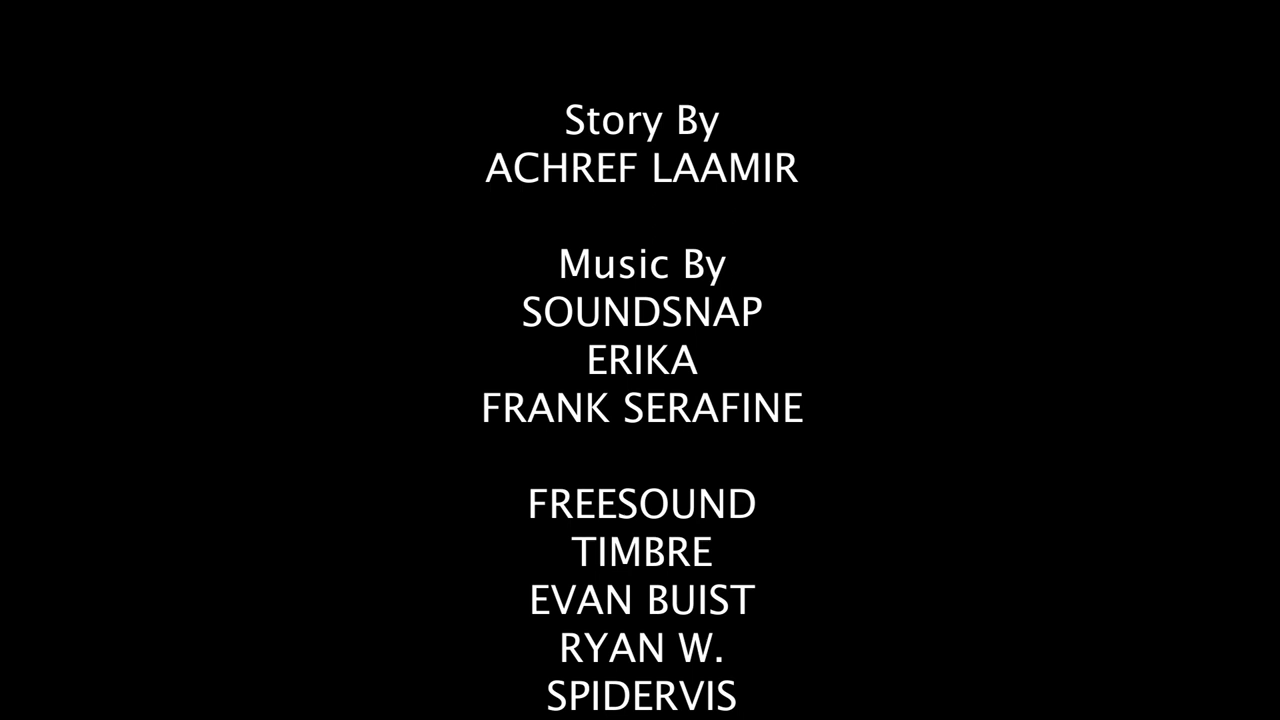 Story By
ACHREF LAAMIR
Music By
SOUNDSNAP
ERIKA
FRANK SERAFINE
FREESOUND
TIMBRE
EVAN BUIST
RYAN W.
SPIDERVIS